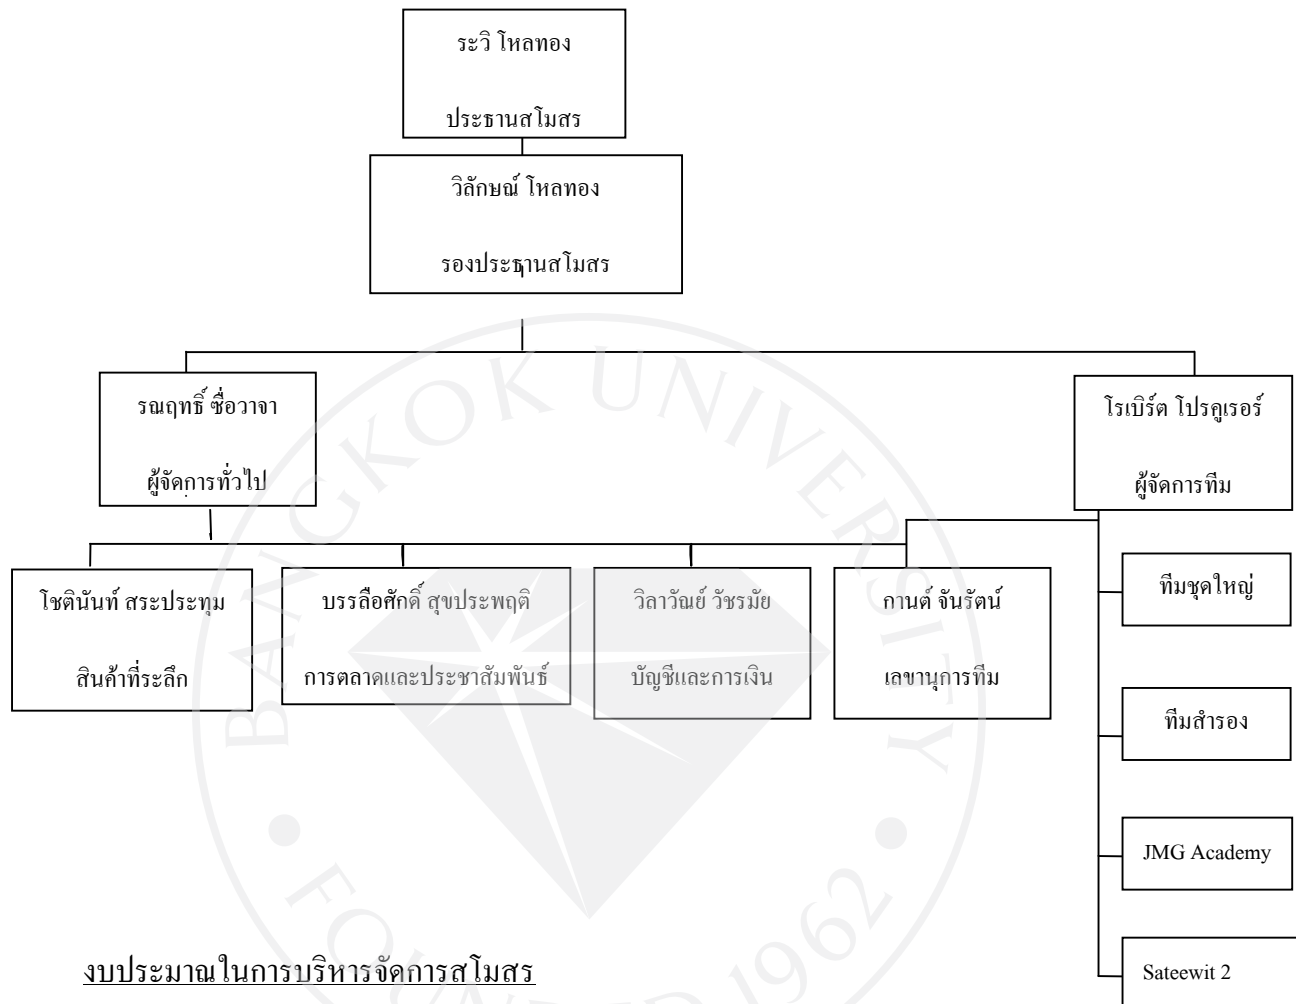 ระวิ โหลทอง
ประธานสโมสร
วิลักษณ์ โหลทอง
รองประธานสโมสร
รณฤทธิ์ ซื่อวาจา
ผู้จัดการทั่วไป
โรเบิร์ต โปรคูเรอร์
ผู้จัดการทีม
โชตินันท์ สระประทุม
สินค้าที่ระลึก
บรรลือศักดิ์ สุขประพฤติ
การตลาดและประชาสัมพันธ์
วิลาวัณย์ วัชรมัย
บัญชีและการเงิน
กานต์ จันรัตน์
เลขานุการทีม
ทีมชุดใหญ่
ทีมสำรอง
JMG Academy
Sateewit 2
งบประมาณในการบริหารจัดการสโมสร
BANGKOK UNIVERSITY
FOUNDED 1962